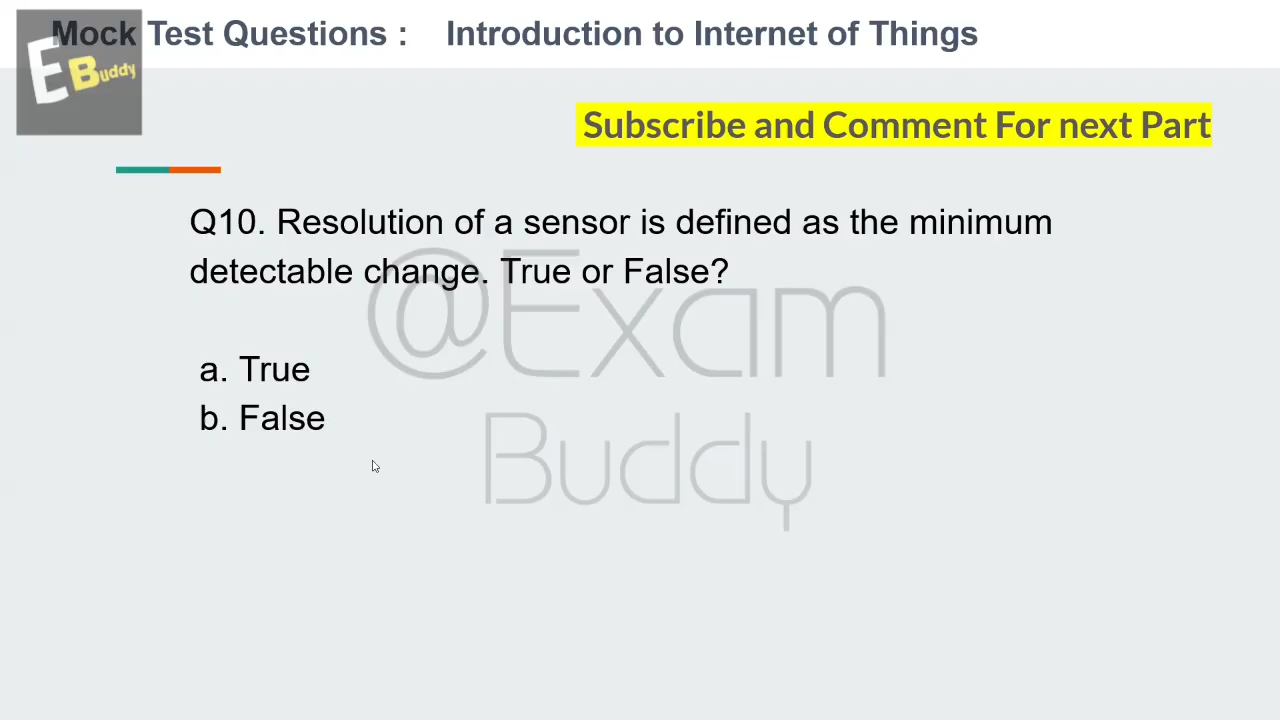 Mock Test Questions : Introduction to Internet of Things
E Buddy
Subscribe and Comment For next Part
Q10. Resolution of a sensor is defined as the minimum
detectable change. True or False?
a. True
b. False
@Exam
Buddy